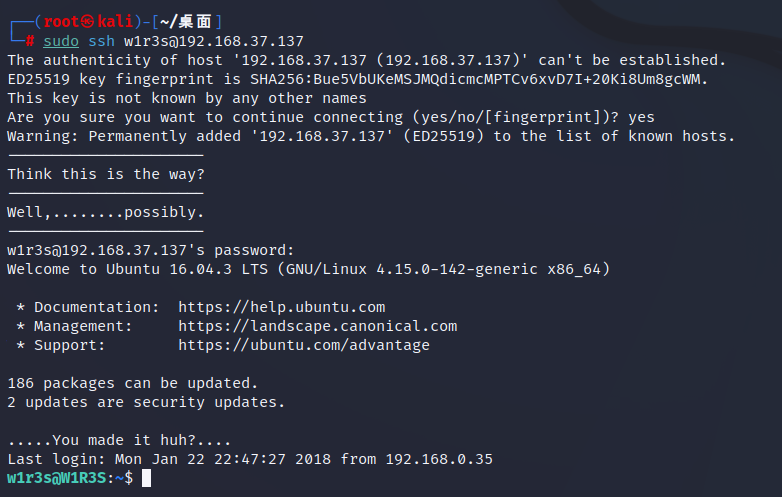 ┌──(root㉿kali)-[~/桌面]
└─# sudo ssh w1r3s@192.168.37.137
The authenticity of host '192.168.37.137 (192.168.37.137)' can't be established.
ED25519 key fingerprint is SHA256:Bue5VbUKeMSJMQdicmcMPTCv6xvD7I+20Ki8Um8gcWM.
This key is not known by any other names
Are you sure you want to continue connecting (yes/no/[fingerprint])? yes
Warning: Permanently added '192.168.37.137' (ED25519) to the list of known hosts.
----------------------
Think this is the way?
----------------------
Well,........possibly.
----------------------
w1r3s@192.168.37.137's password:
Welcome to Ubuntu 16.04.3 LTS (GNU/Linux 4.15.0-142-generic x86_64)
* Documentation:  https://help.ubuntu.com
* Management:     https://landscape.canonical.com
* Support:        https://ubuntu.com/advantage
186 packages can be updated.
2 updates are security updates.
.....You made it huh?....
Last login: Mon Jan 22 22:47:27 2018 from 192.168.0.35
w1r3s@W1R3S:~$